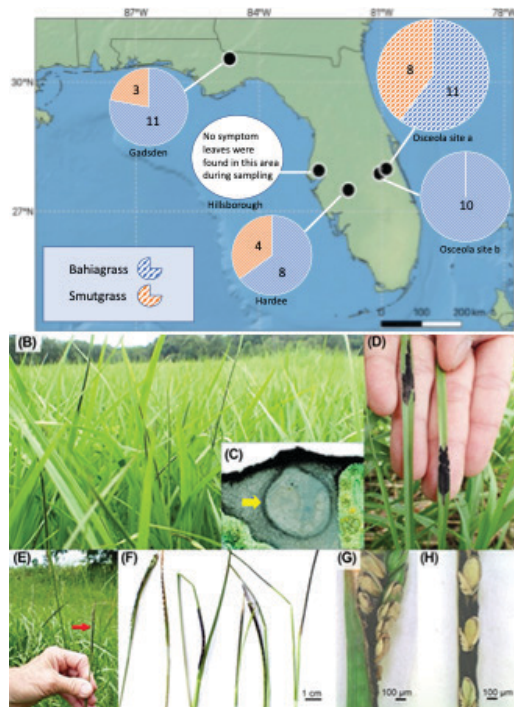 87°W
84°W
81°W
78°W
30°N
27°N
3
11
Gadsden
8
11
Osceola site a
No symptom
leaves were
found in this area
during sampling
Hillsborough
10
Osceola site b
4
8
Hardee
Bahiagrass
Smutgrass
100
200 km
(B)
(C)
(D)
(E)
(F)
1 cm
(G)
100 µm
(H)
100 µm